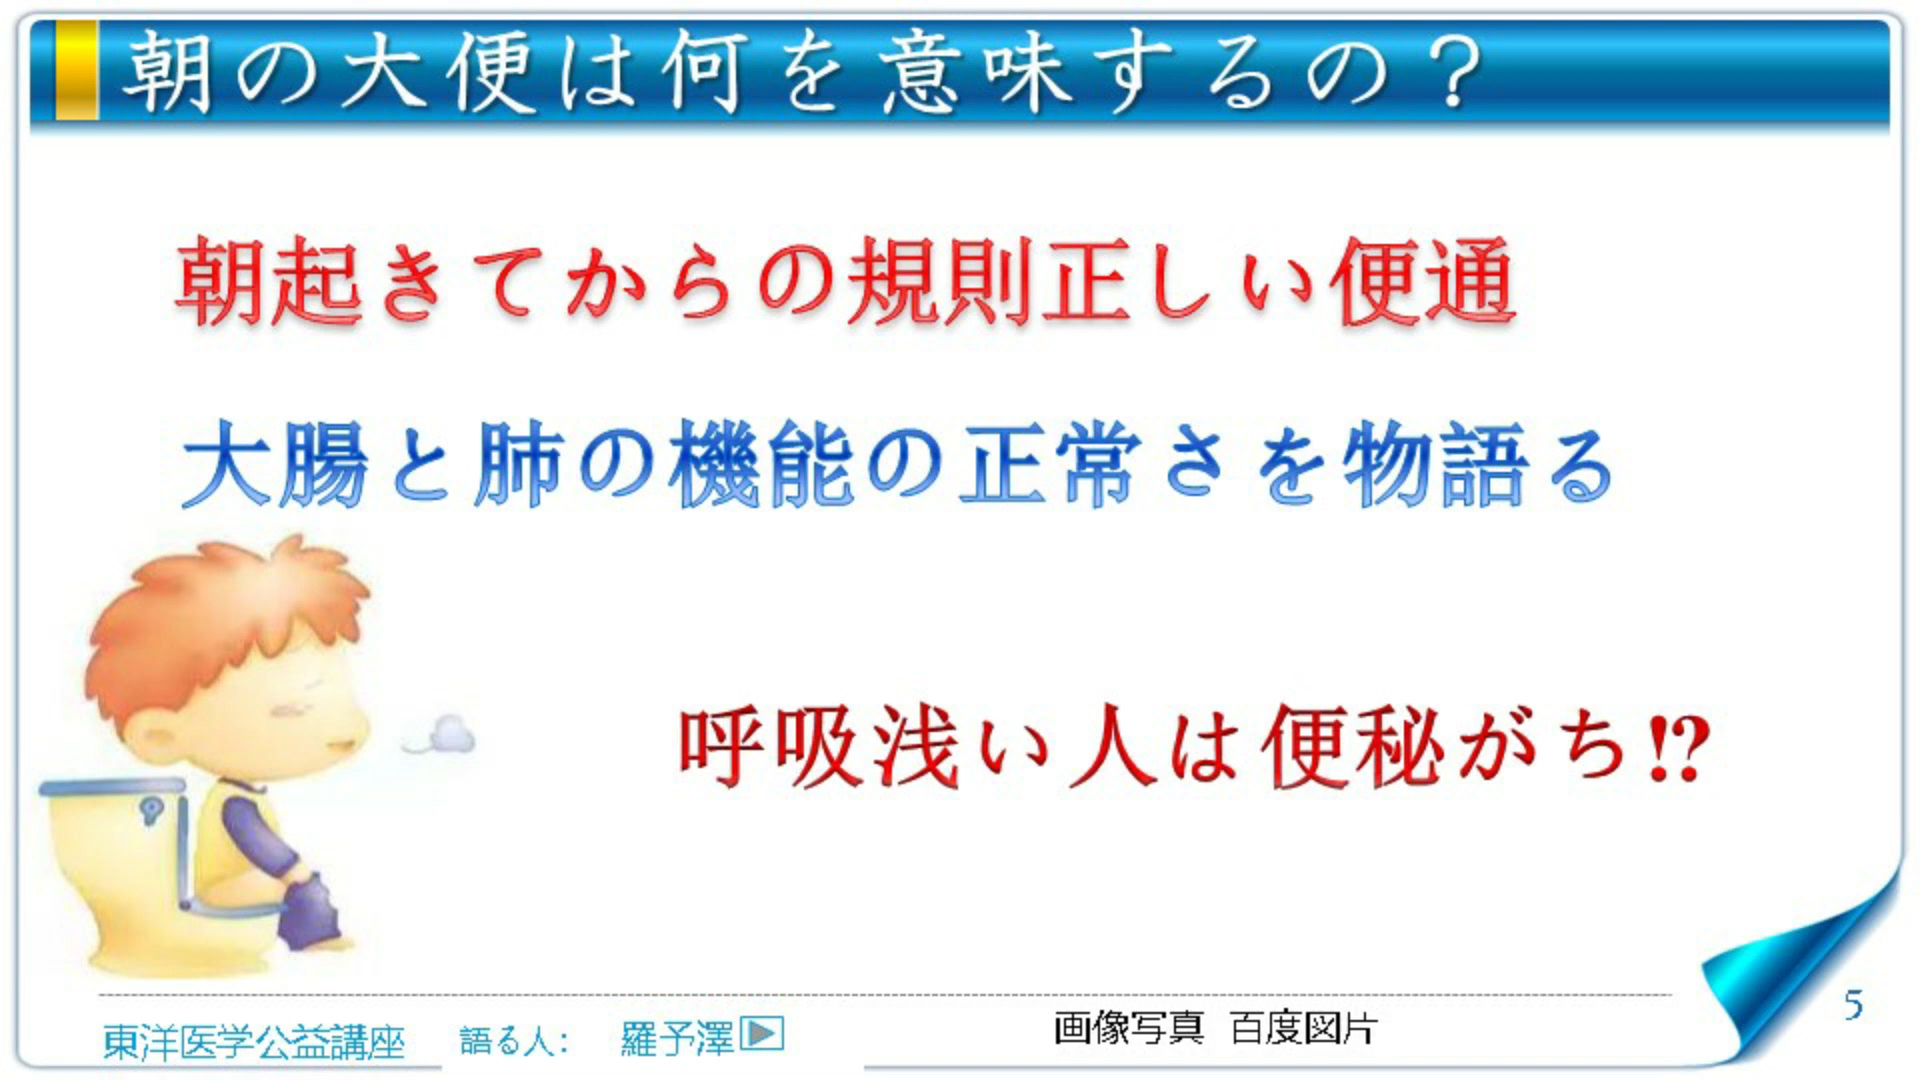 朝の大便は何を意味するの？
朝起きてからの規則正しい便通
大腸と肺の機能の正常さを物語る
呼吸浅い人は便秘がち⁉
東洋医学公益講座 語る人： 羅予澤
画像写真 百度図片
5